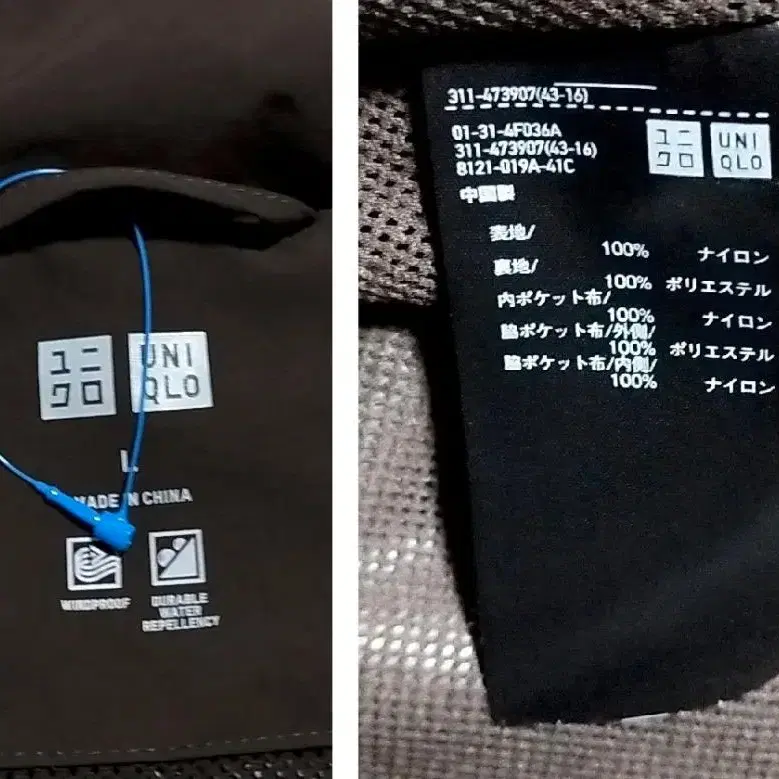 ユニ
クロ
UNI
QLO
L
MADE IN CHINA
WINDPROOF
DURABLE
WATER
REPELLENCY
311-473907(43-16)
01-31-4F036A
311-473907(43-16)
8121-019A-41C
ユニ
クロ
UNI
QLO
中国製
表地/
100% ナイロン
裏地/
100% ポリエステル
内ポケット布/
100% ナイロン
脇ポケット布/外側/
100% ポリエステル
脇ポケット布/内側/
100% ナイロン